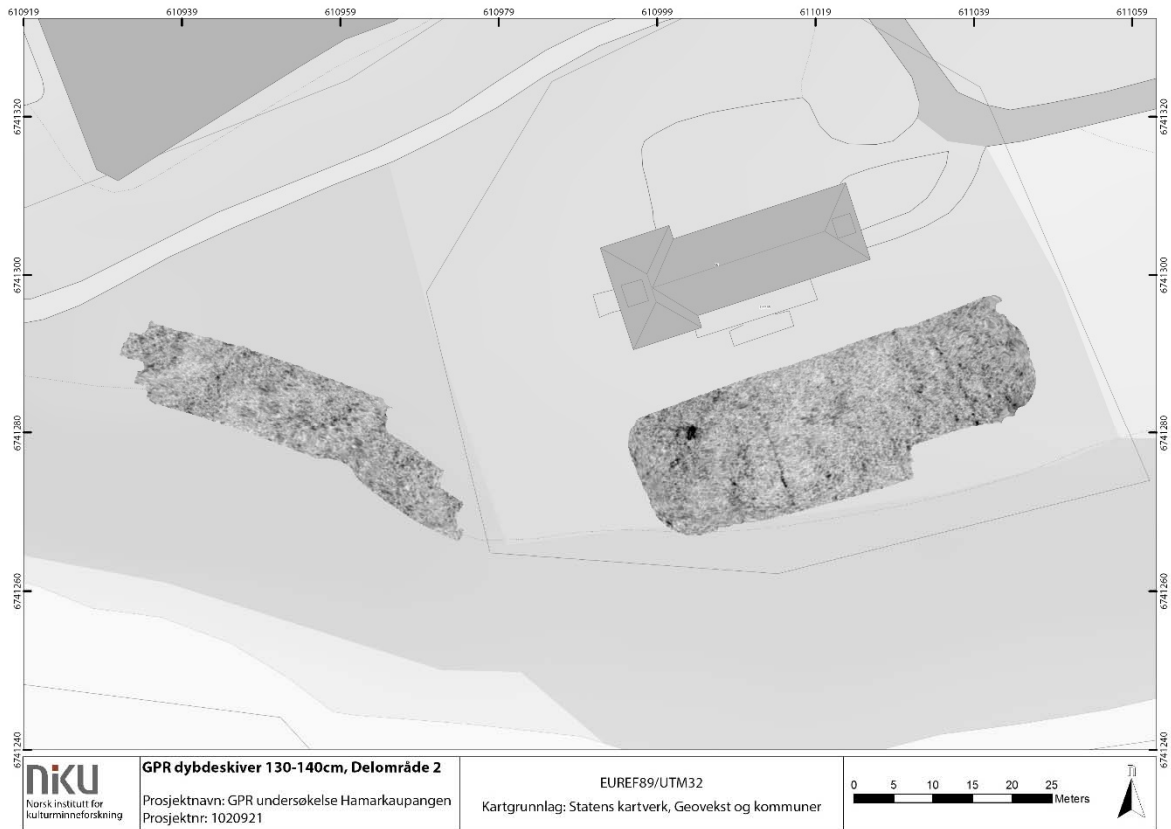 610919 610939 610959 610979 610999 611019 611039 611059
6741320 6741320
6741300 6741300
6741280 6741280
6741260 6741260
6741240 6741240
niKU
Norsk institutt for
kulturminneforskning
GPR dybdeskiver 130-140cm, Delområde 2
Prosjektnavn: GPR undersøkelse Hamarkaupangen
Prosjektnr: 1020921
EUREF89/UTM32
Kartgrunnlag: Statens kartverk, Geovekst og kommuner
0 5 10 15 20 25
Meters